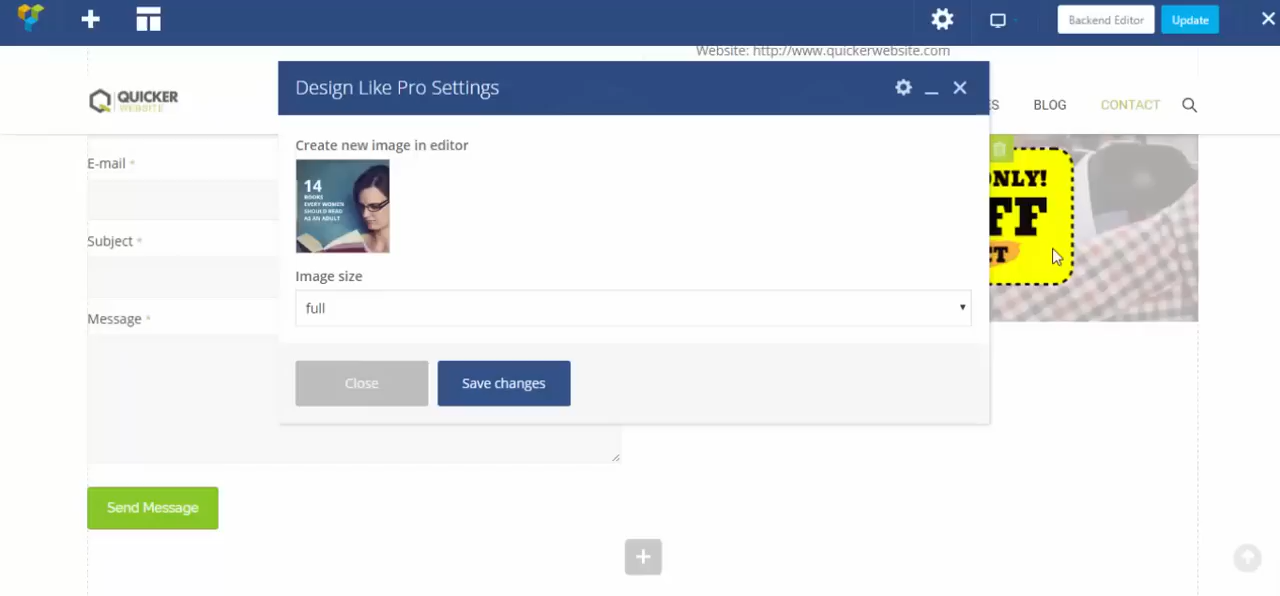 Backend Editor
Update
Website: http://www.quickerwebsite.com
Design Like Pro Settings
QUICKER
WEBSITE
BLOG
CONTACT
Create new image in editor
14
BOOKS
EVERY WOMEN
SHOULD READ
AS AN ADULT
E-mail *
ONLY!
Subject *
Image size
full
Message *
Close
Save changes
Send Message